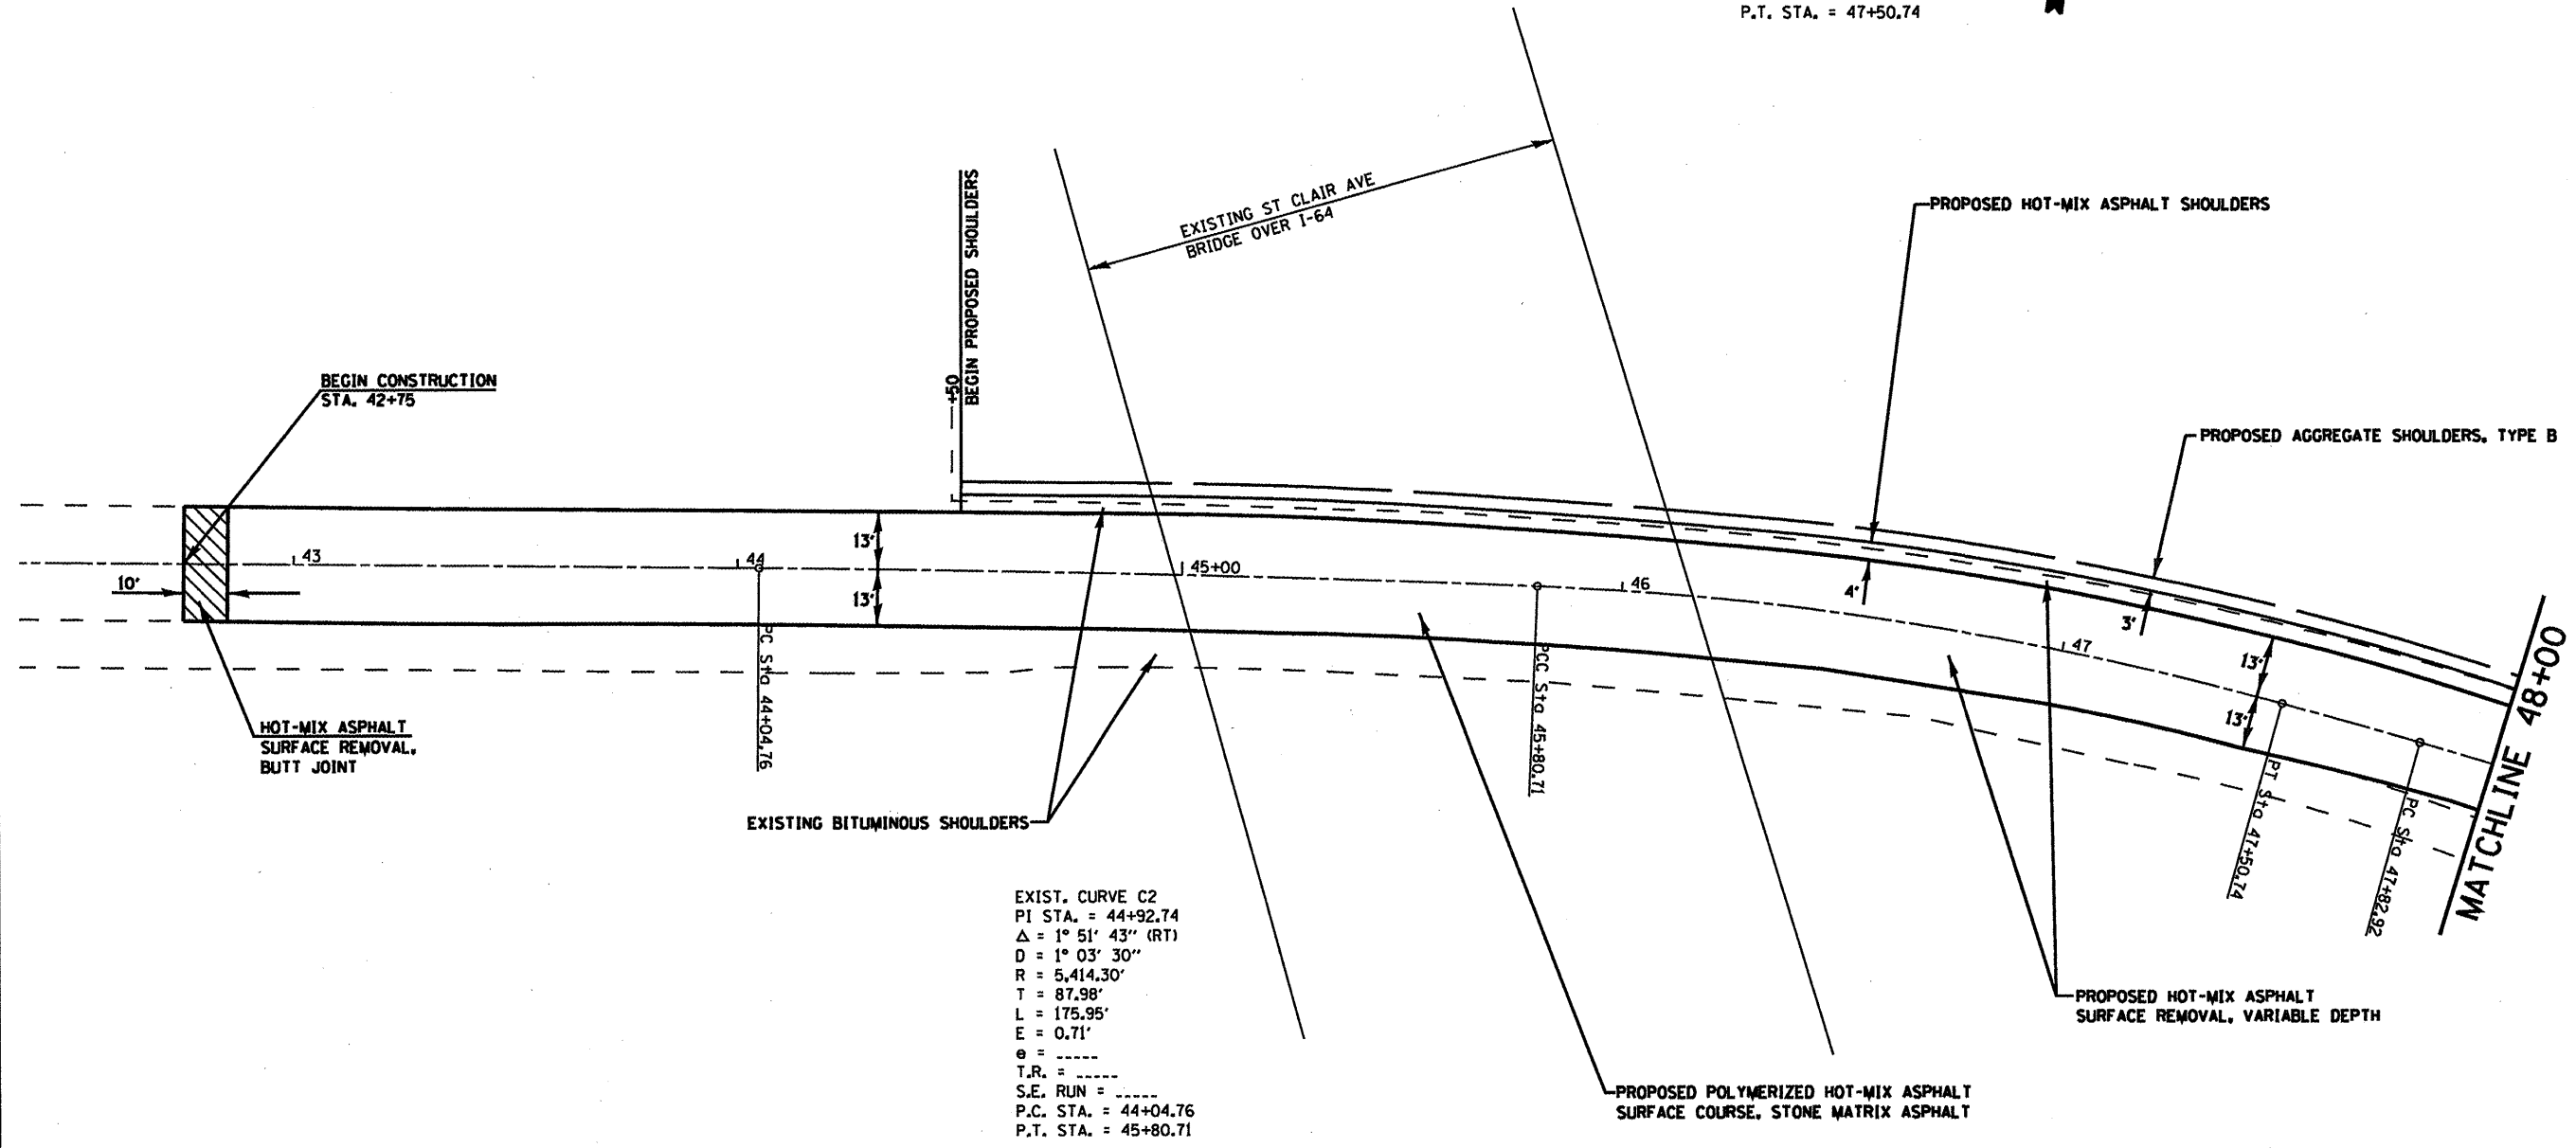 P.T. STA. = 47+50.74
EXISTING ST CLAIR AVE
BRIDGE OVER I-64
BEGIN PROPOSED SHOULDERS
+50
PROPOSED HOT-MIX ASPHALT SHOULDERS
BEGIN CONSTRUCTION
STA. 42+75
PROPOSED AGGREGATE SHOULDERS, TYPE B
43
44
45+00
46
47
10'
13'
13'
4'
3'
13'
13'
PC Sta 44+04.76
PCC Sta 45+80.71
PT Sta 47+50.74
PC Sta 47+82.92
MATCHLINE 48+00
HOT-MIX ASPHALT
SURFACE REMOVAL,
BUTT JOINT
EXISTING BITUMINOUS SHOULDERS
EXIST. CURVE C2
PI STA. = 44+92.74
Δ = 1° 51' 43" (RT)
D = 1° 03' 30"
R = 5,414.30'
T = 87.98'
L = 175.95'
E = 0.71'
e = -----
T.R. = -----
S.E. RUN = -----
P.C. STA. = 44+04.76
P.T. STA. = 45+80.71
PROPOSED HOT-MIX ASPHALT
SURFACE REMOVAL, VARIABLE DEPTH
PROPOSED POLYMERIZED HOT-MIX ASPHALT
SURFACE COURSE, STONE MATRIX ASPHALT